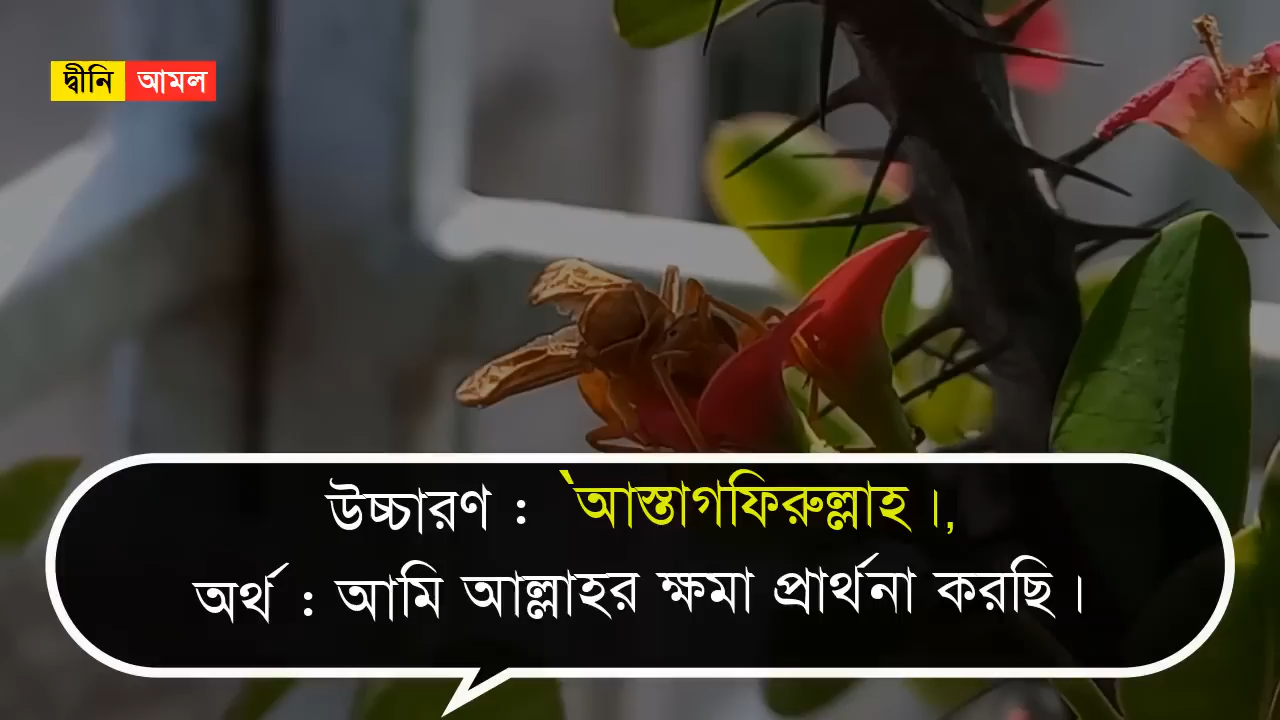 দ্বীনি আমল
উচ্চারণ : `আস্তাগফিরুল্লাহ।,
অর্থ : আমি আল্লাহর ক্ষমা প্রার্থনা করছি।